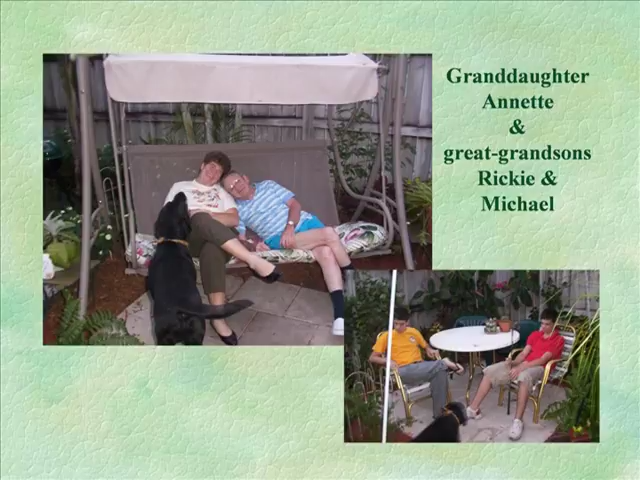 Granddaughter
Annette
&
great-grandsons
Rickie &
Michael